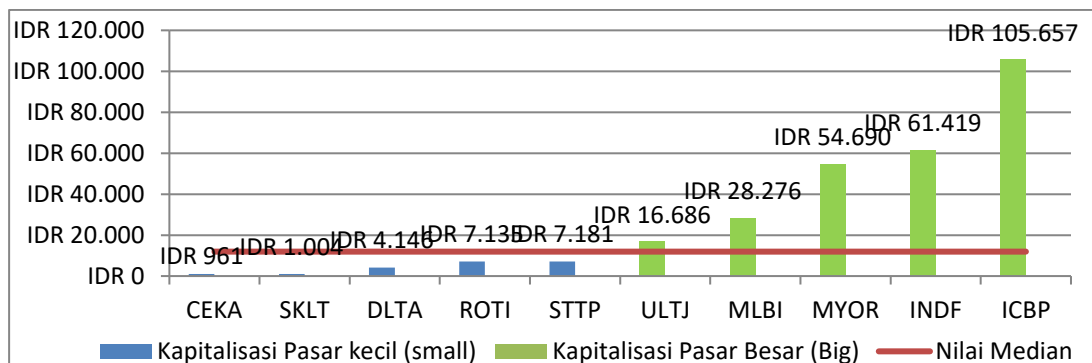 IDR 120.000
IDR 100.000
IDR 80.000
IDR 60.000
IDR 40.000
IDR 20.000
IDR 0
IDR 961
IDR 1.004
IDR 4.146
IDR 7.135
IDR 7.181
IDR 16.686
IDR 28.276
IDR 54.690
IDR 61.419
IDR 105.657
CEKA SKLT DLTA ROTI STTP ULTJ MLBI MYOR INDF ICBP
Kapitalisasi Pasar kecil (small) Kapitalisasi Pasar Besar (Big) Nilai Median